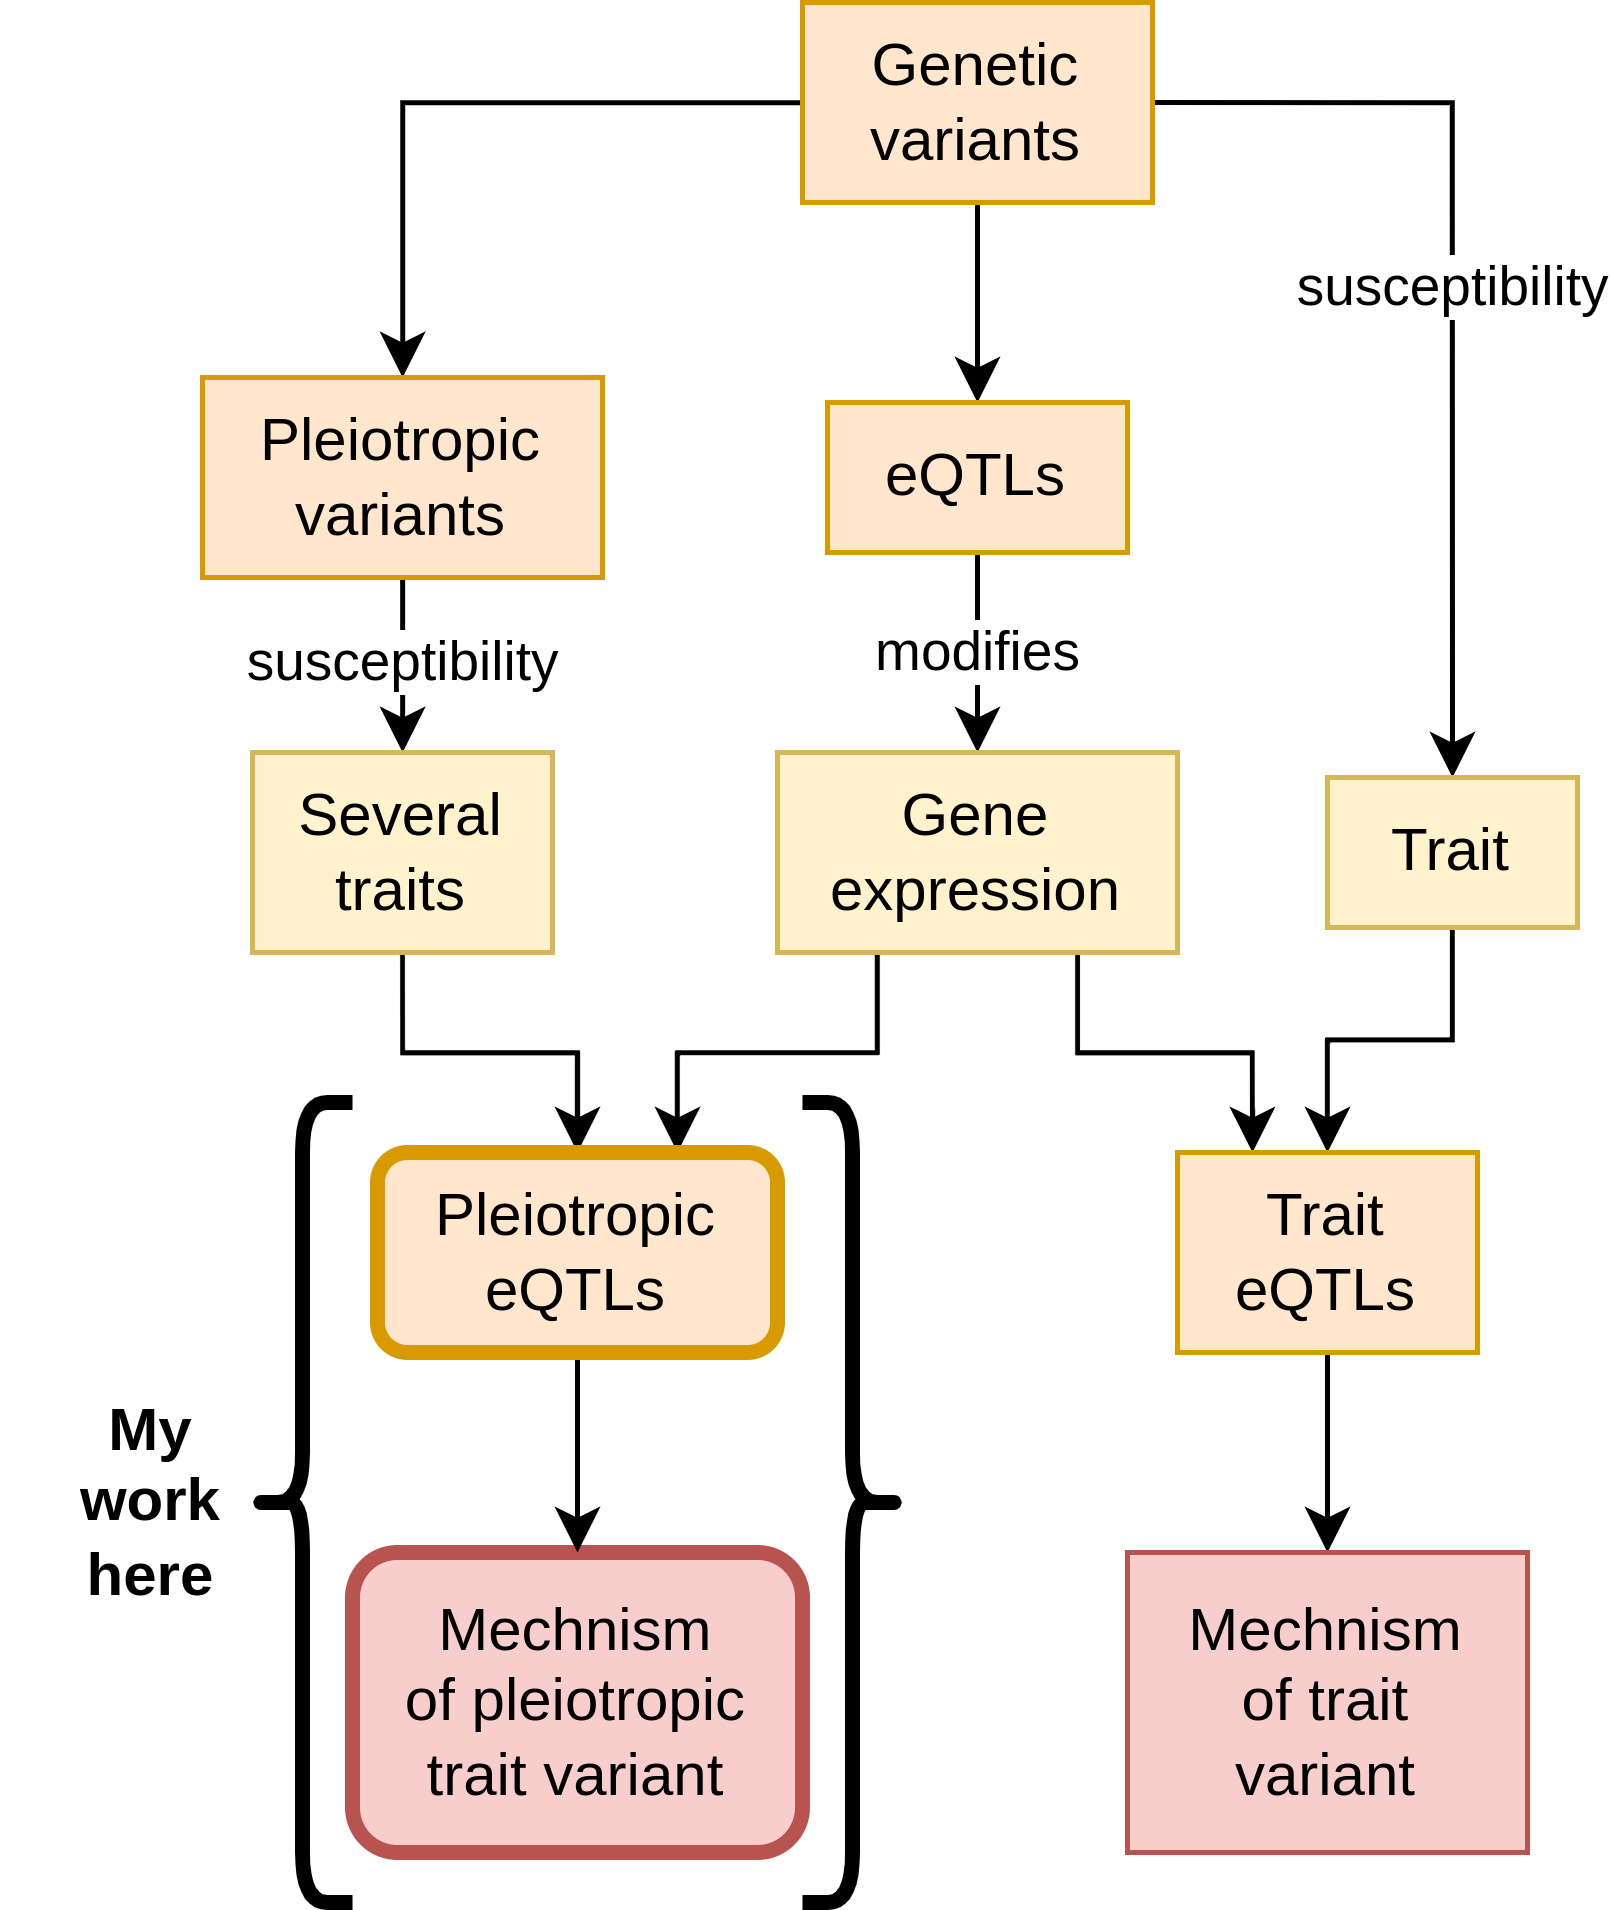 Genetic
variants
susceptibility
Pleiotropic
variants
eQTLs
susceptibility
modifies
Several
traits
Gene
expression
Trait
Pleiotropic
eQTLs
Trait
eQTLs
My
work
here
Mechnism
of pleiotropic
trait variant
Mechnism
of trait
variant